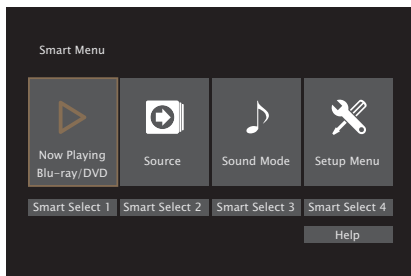 Smart Menu
Now Playing
Blu-ray/DVD
Source
Sound Mode
Setup Menu
Smart Select 1
Smart Select 2
Smart Select 3
Smart Select 4
Help